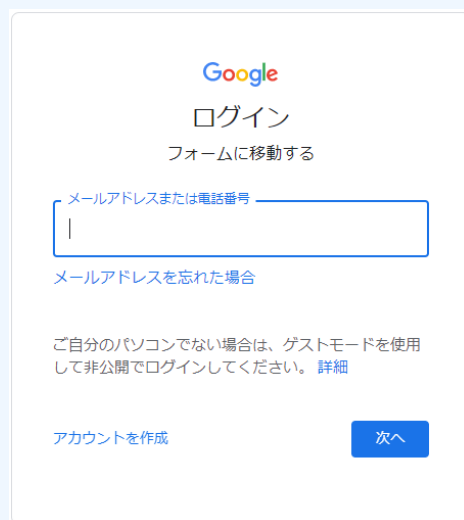 Google
ログイン
フォームに移動する
メールアドレスまたは電話番号
メールアドレスを忘れた場合
ご自分のパソコンでない場合は、ゲストモードを使用
して非公開でログインしてください。 詳細
アカウントを作成
次へ